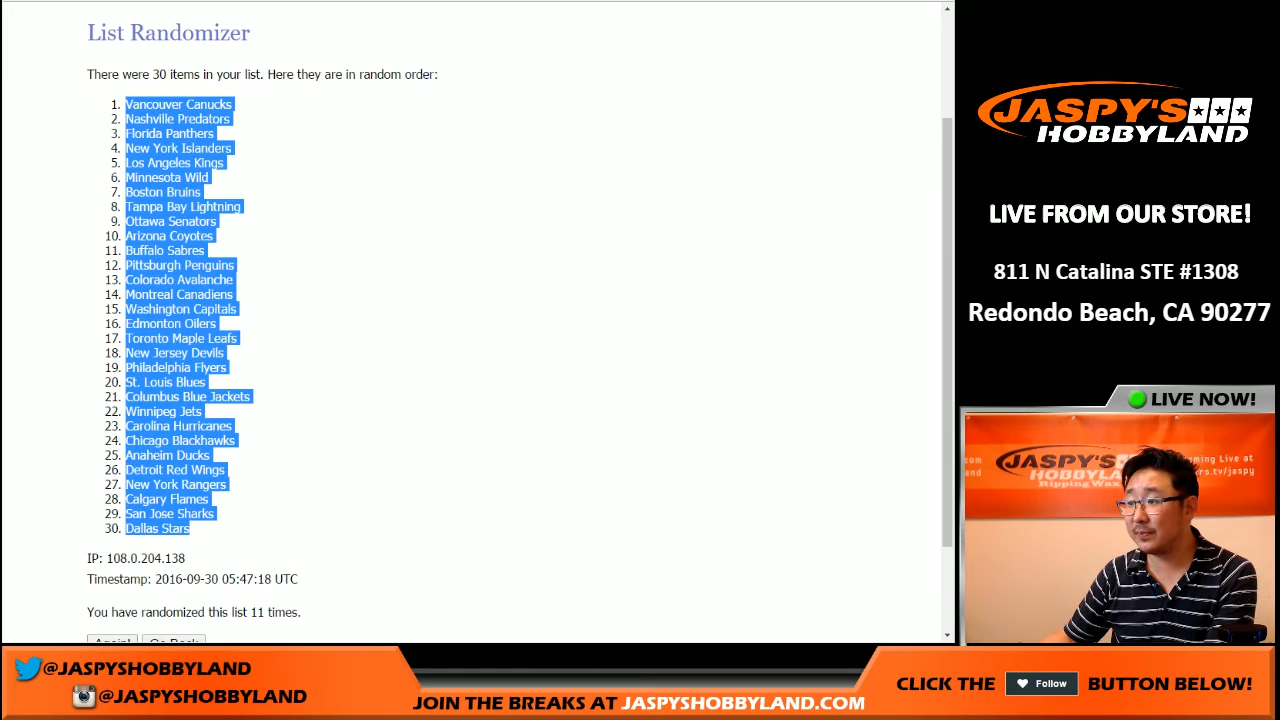 List Randomizer
There were 30 items in your list. Here they are in random order:
1. Vancouver Canucks
2. Nashville Predators
3. Florida Panthers
4. New York Islanders
5. Los Angeles Kings
6. Minnesota Wild
7. Boston Bruins
8. Tampa Bay Lightning
9. Ottawa Senators
10. Arizona Coyotes
11. Buffalo Sabres
12. Pittsburgh Penguins
13. Colorado Avalanche
14. Montreal Canadiens
15. Washington Capitals
16. Edmonton Oilers
17. Toronto Maple Leafs
18. New Jersey Devils
19. Philadelphia Flyers
20. St. Louis Blues
21. Columbus Blue Jackets
22. Winnipeg Jets
23. Carolina Hurricanes
24. Chicago Blackhawks
25. Anaheim Ducks
26. Detroit Red Wings
27. New York Rangers
28. Calgary Flames
29. San Jose Sharks
30. Dallas Stars
IP: 108.0.204.138
Timestamp: 2016-09-30 05:47:18 UTC
You have randomized this list 11 times.
JASPY'S
HOBBYLAND
LIVE FROM OUR STORE!
811 N Catalina STE #1308
Redondo Beach, CA 90277
LIVE NOW!
JASPY'S
Ripping Wax
ming Live at
rs.tv/jaspy
@JASPYSHOBBYLAND
@JASPYSHOBBYLAND
JOIN THE BREAKS AT JASPYSHOBBYLAND.COM
CLICK THE Follow BUTTON BELOW!